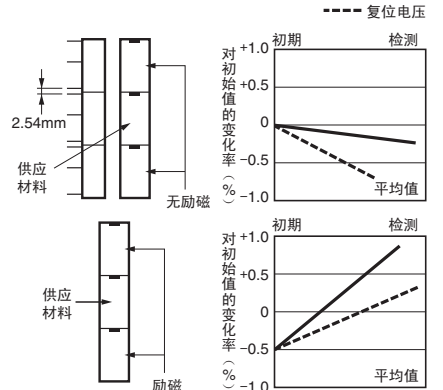 复位电压
2.54mm
供应
材料
无励磁
对初始值的变化率（%）
初期
检测
+1.0
+0.5
0
−0.5
−1.0
平均值
供应
材料
励磁
对初始值的变化率（%）
初期
检测
+1.0
+0.5
0
−0.5
−1.0
平均值